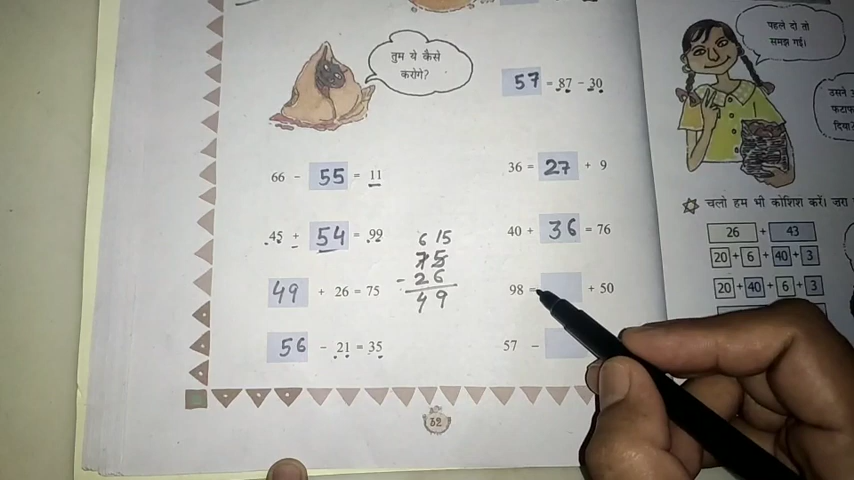 तुम ये कैसे
करोगे?
57 = 87 - 30
66 - 55 = 11
36 = 27 + 9
45 + 54 = 99
40 + 36 = 76
6 15
75
- 26
49
49 + 26 = 75
98 = + 50
56 - 21 = 35
57 -
52
पहले दो तो
समझ गई।
उसने
फटाफ
दिया?
चलो हम भी कोशिश करें। ज़रा
26 + 43
20 + 6 + 40 + 3
20 + 40 + 6 + 3